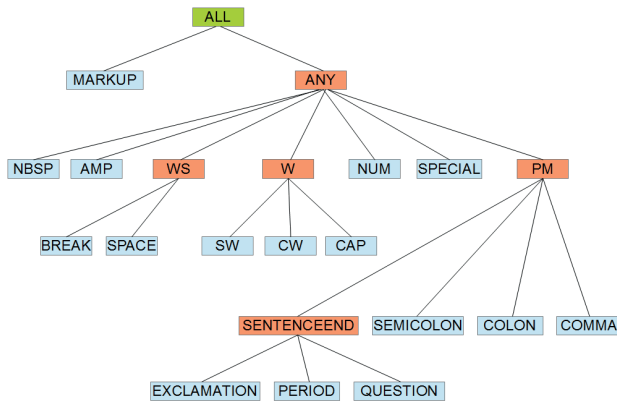 ALL
MARKUP ANY
NBSP AMP WS W NUM SPECIAL PM
BREAK SPACE SW CW CAP
SENTENCEEND SEMICOLON COLON COMMA
EXCLAMATION PERIOD QUESTION